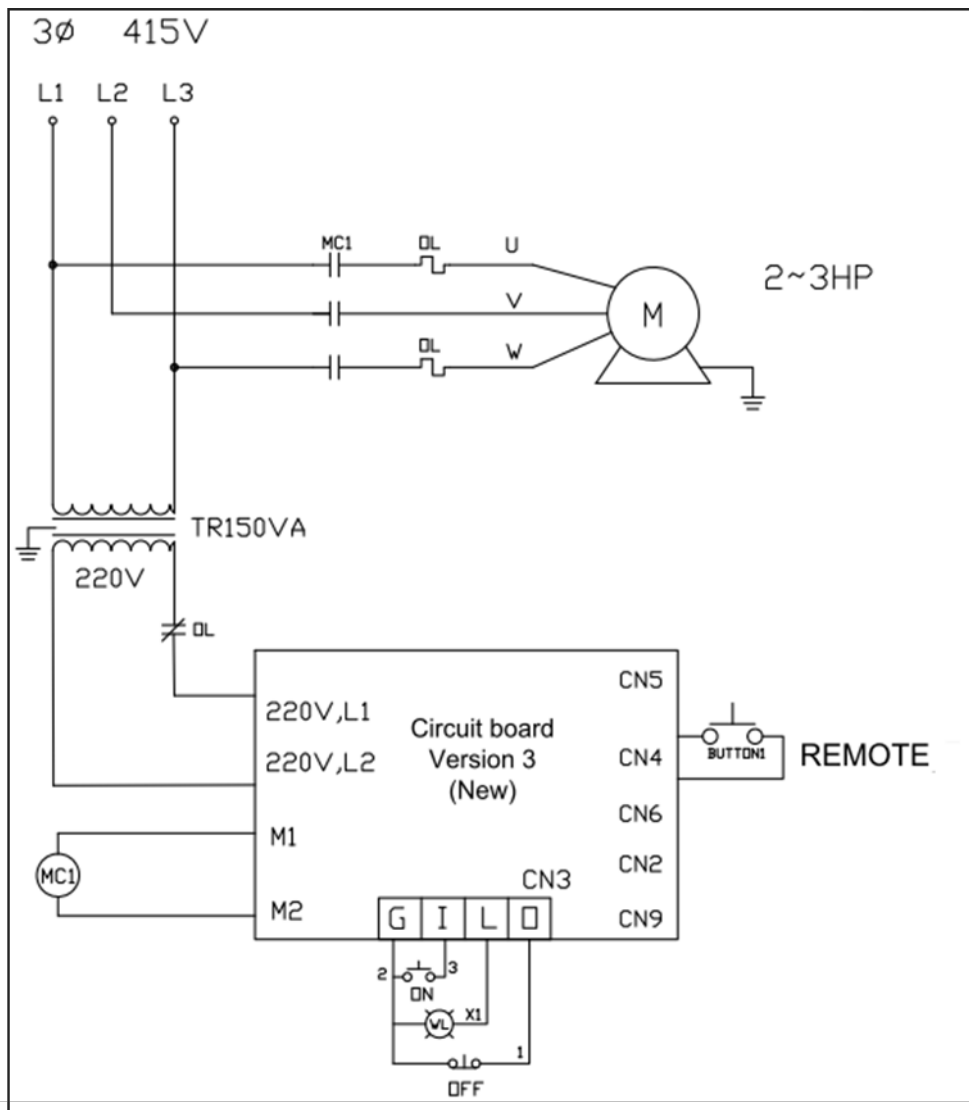 3Ø 415V
L1 L2 L3
MC1 OL U
2~3HP
V
M
OL W
TR150VA
220V
OL
CN5
220V,L1
Circuit board
Version 3
(New)
220V,L2
CN4
BUTTON1
REMOTE
CN6
M1
MC1
CN2
CN3
M2
G I L O
CN9
2 3
ON
WL X1
1
OFF